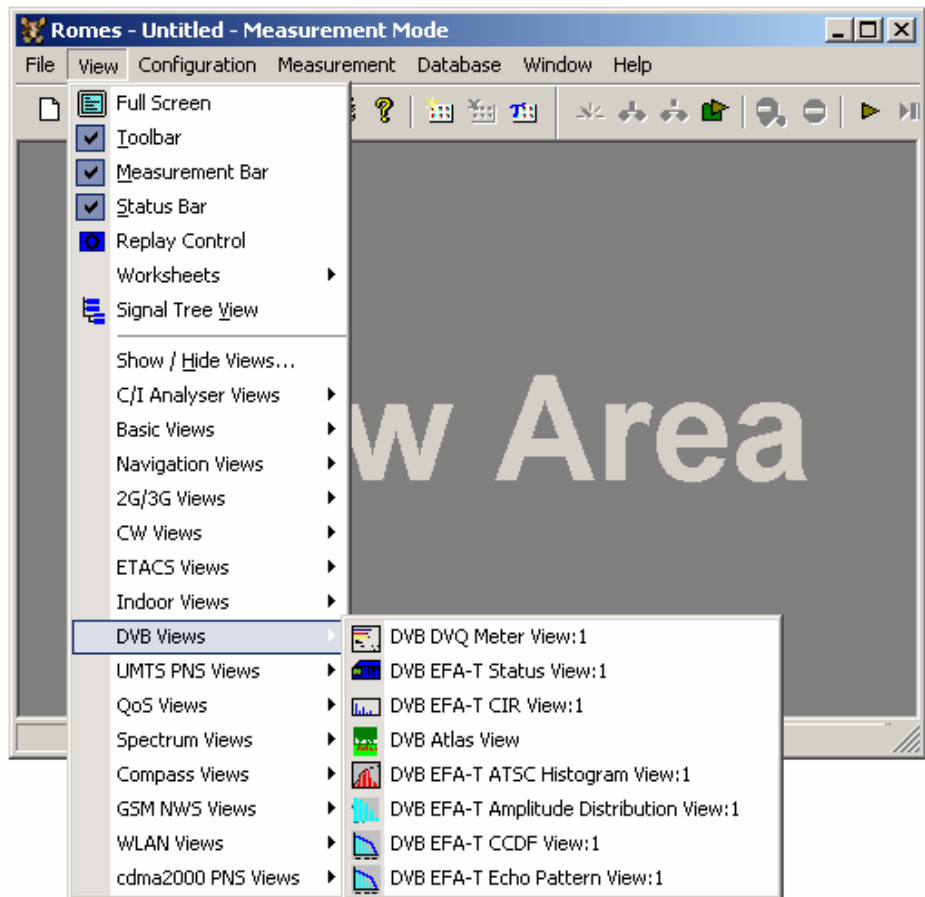 Romes - Untitled - Measurement Mode
File View Configuration Measurement Database Window Help
Full Screen
Toolbar
Measurement Bar
Status Bar
Replay Control
Worksheets
Signal Tree View
Show / Hide Views...
C/I Analyser Views
Basic Views
Navigation Views
2G/3G Views
CW Views
ETACS Views
Indoor Views
DVB Views
UMTS PNS Views
QoS Views
Spectrum Views
Compass Views
GSM NWS Views
WLAN Views
cdma2000 PNS Views
DVB DVQ Meter View:1
DVB EFA-T Status View:1
DVB EFA-T CIR View:1
DVB Atlas View
DVB EFA-T ATSC Histogram View:1
DVB EFA-T Amplitude Distribution View:1
DVB EFA-T CCDF View:1
DVB EFA-T Echo Pattern View:1
w Area